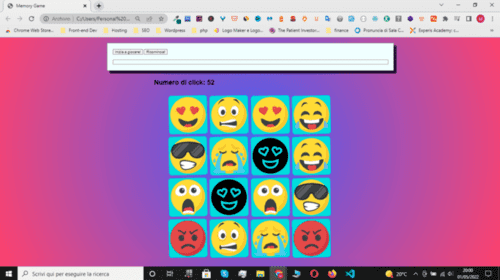 Memory Game
Archivio
C:/Users/Personal%20...
Chrome Web Store...
Front-end Dev
Hosting
SEO
Wordpress
php
Logo Maker e Logo...
The Patent Investoc...
finance
Pronuncia di Sale C...
Experts Academy c...
Inizia a giocare!
Ricomincia!
Numero di click: 52
Scrivi qui per eseguire la ricerca
20°C
20:00
01/05/2022